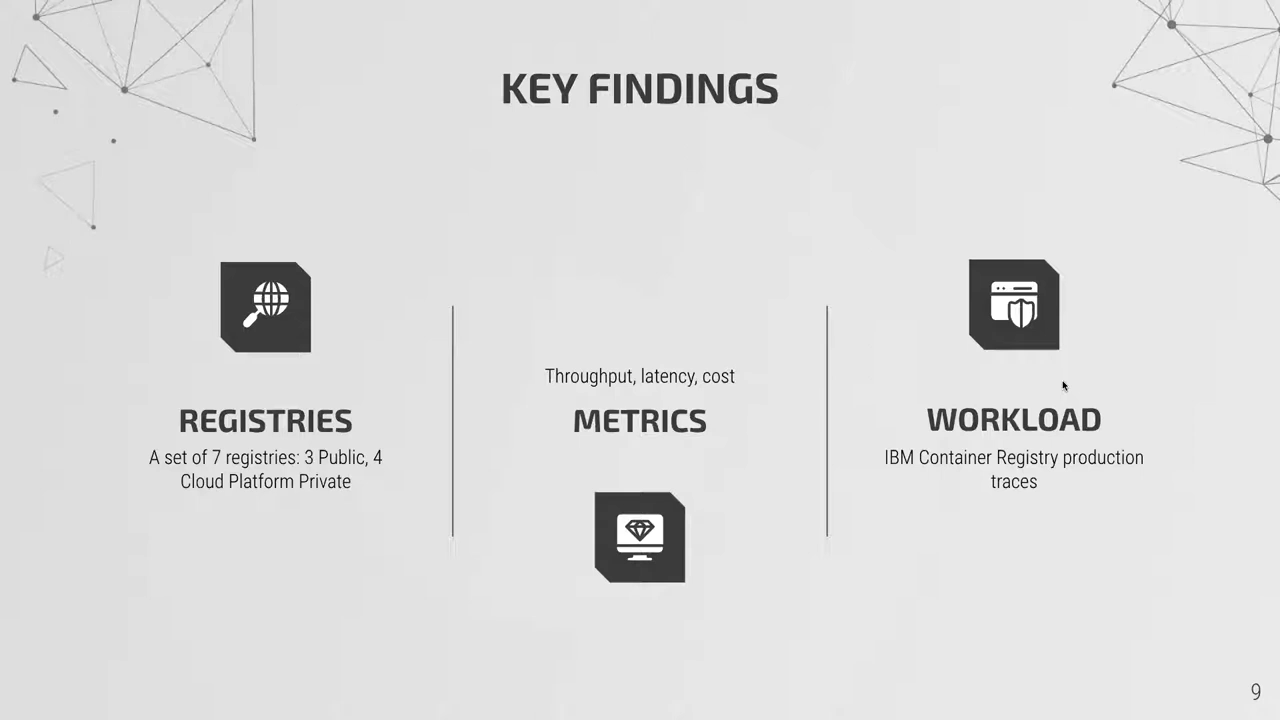 KEY FINDINGS
REGISTRIES
A set of 7 registries: 3 Public, 4
Cloud Platform Private
Throughput, latency, cost
METRICS
WORKLOAD
IBM Container Registry production
traces
9